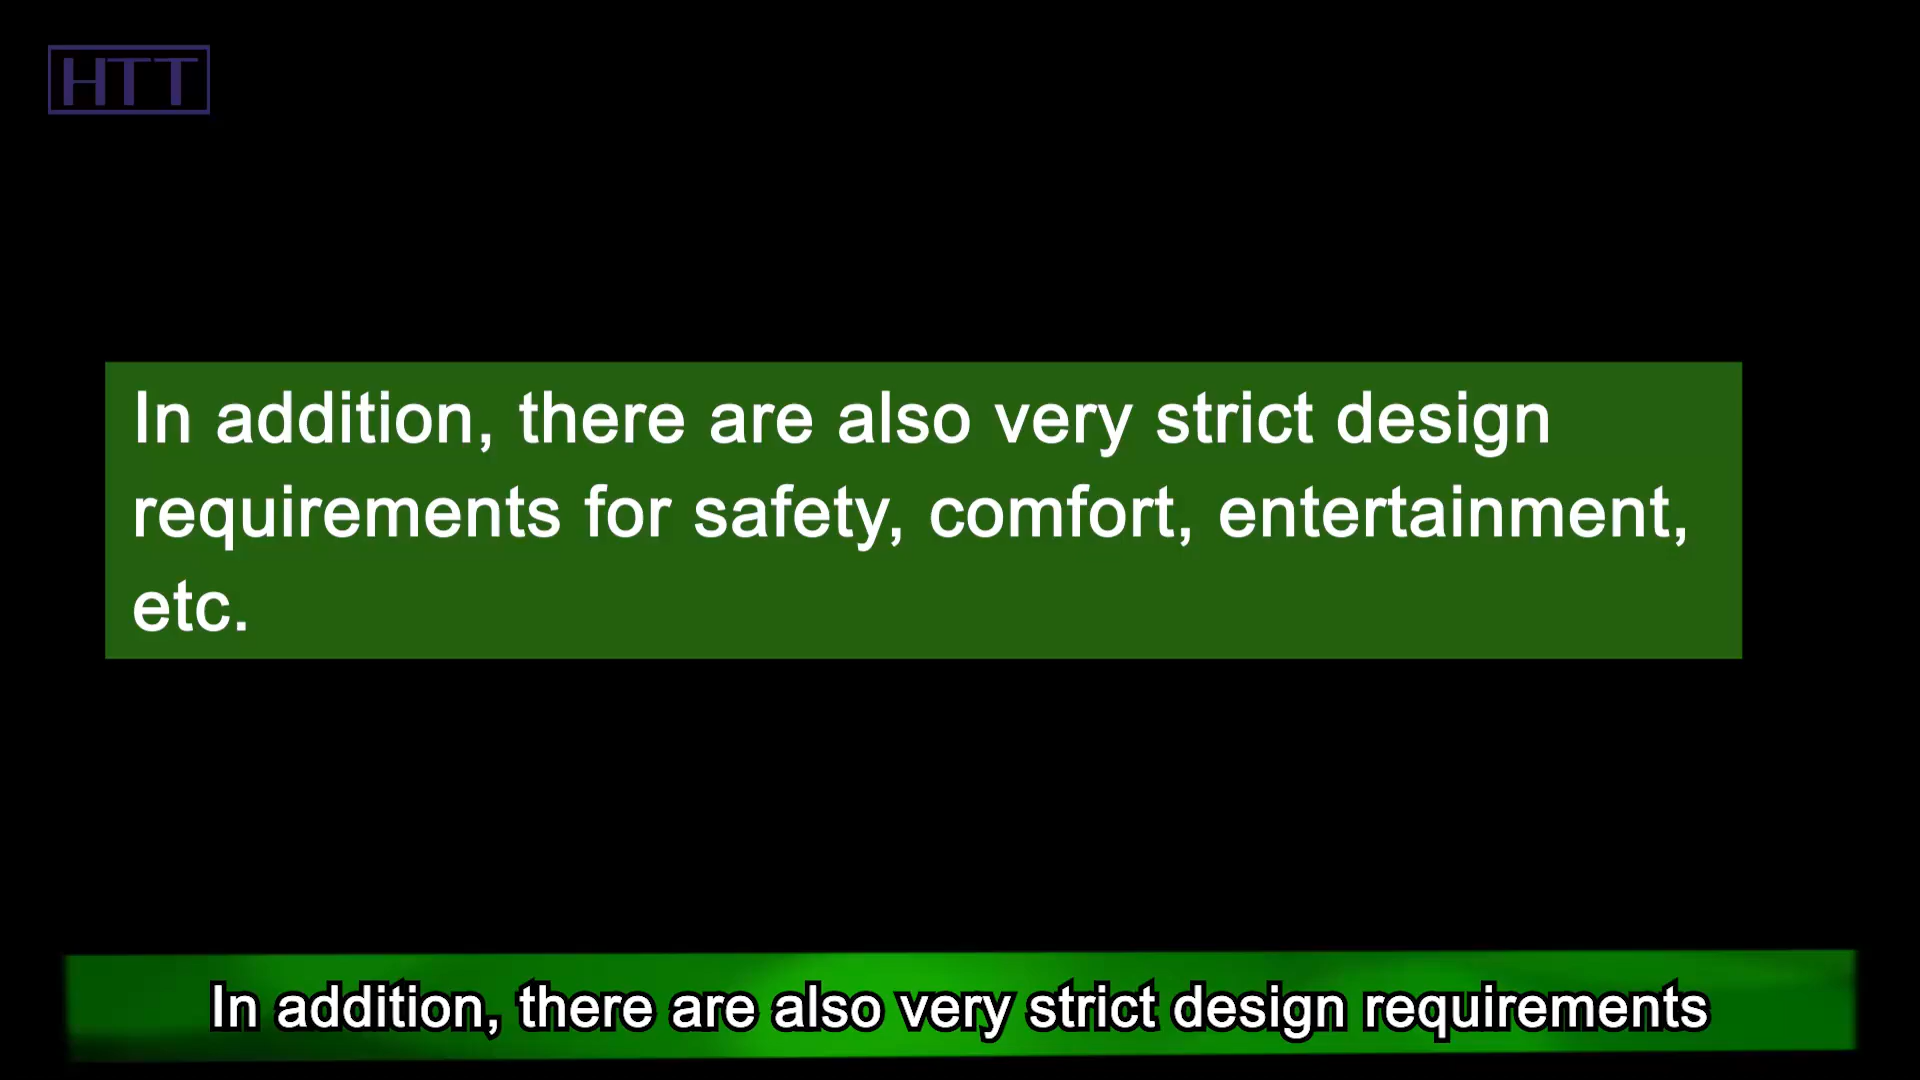 HTT
In addition, there are also very strict design
requirements for safety, comfort, entertainment,
etc.
In addition, there are also very strict design requirements